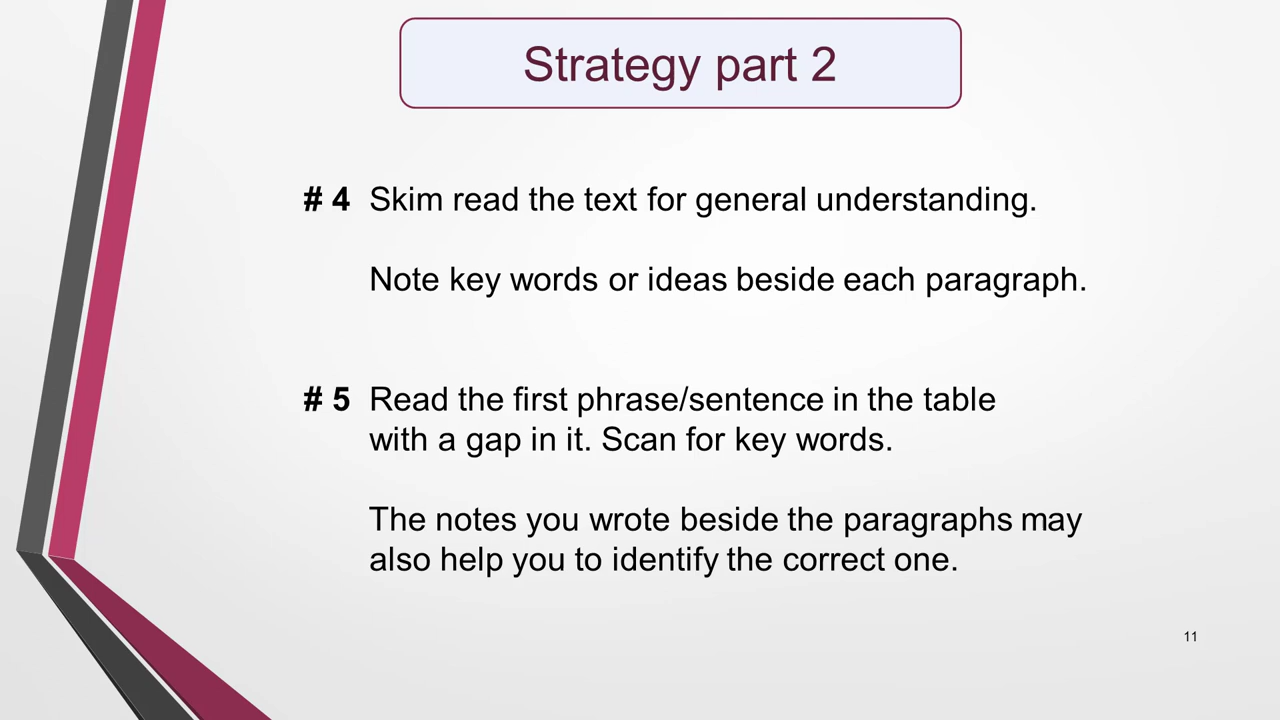 Strategy part 2
# 4 Skim read the text for general understanding.
Note key words or ideas beside each paragraph.
# 5 Read the first phrase/sentence in the table
with a gap in it. Scan for key words.
The notes you wrote beside the paragraphs may
also help you to identify the correct one.
11